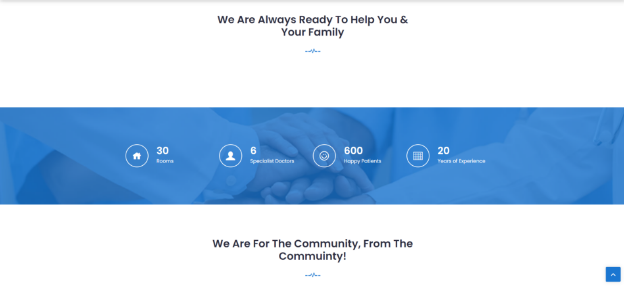 We Are Always Ready To Help You &
Your Family
30
Rooms
6
Specialist Doctors
600
Happy Patients
20
Years of Experience
We Are For The Community, From The
Commuinty!